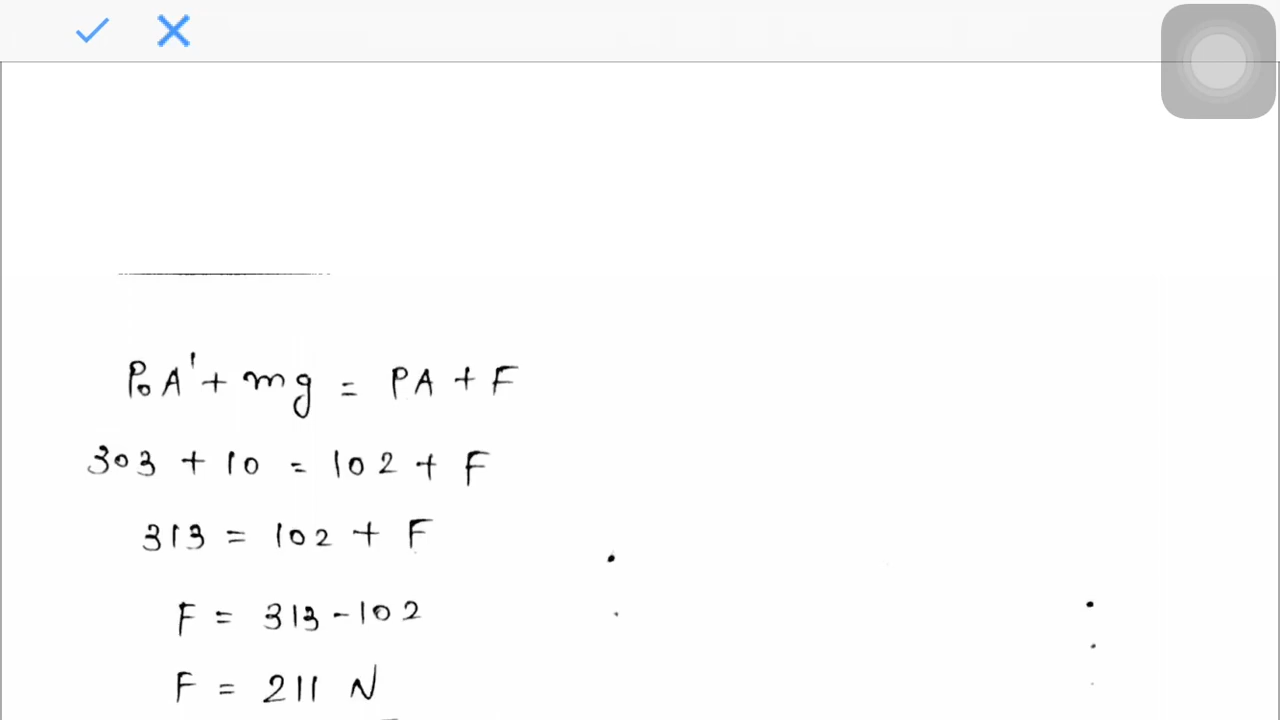 P₀A' + mg = PA + F
303 + 10 = 102 + F
313 = 102 + F
F = 313 - 102
F = 211 N